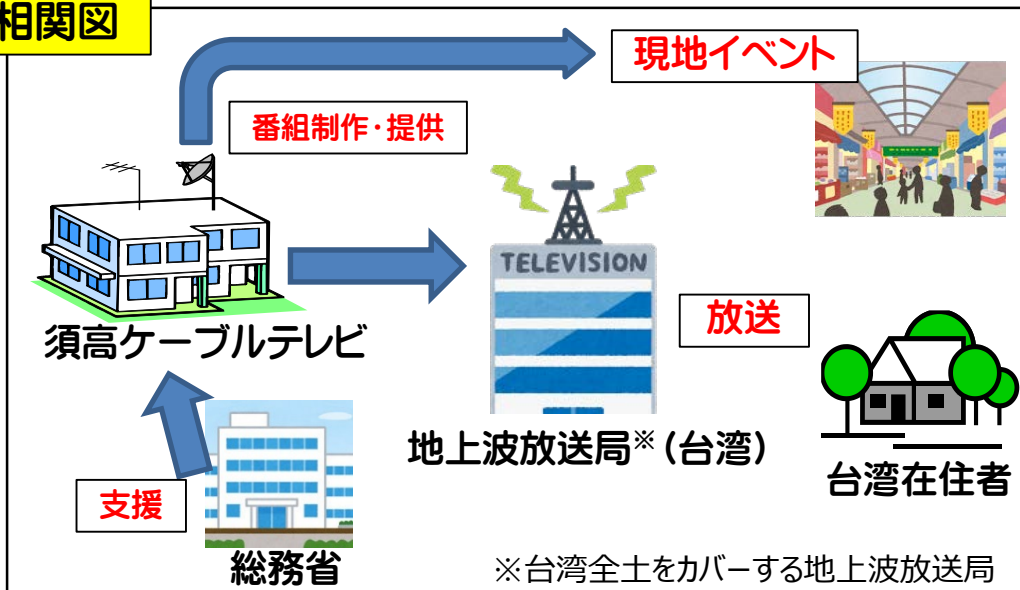 相関図
現地イベント
番組制作・提供
TELEVISION
須高ケーブルテレビ
放送
地上波放送局※(台湾)
台湾在住者
支援
総務省
※台湾全土をカバーする地上波放送局